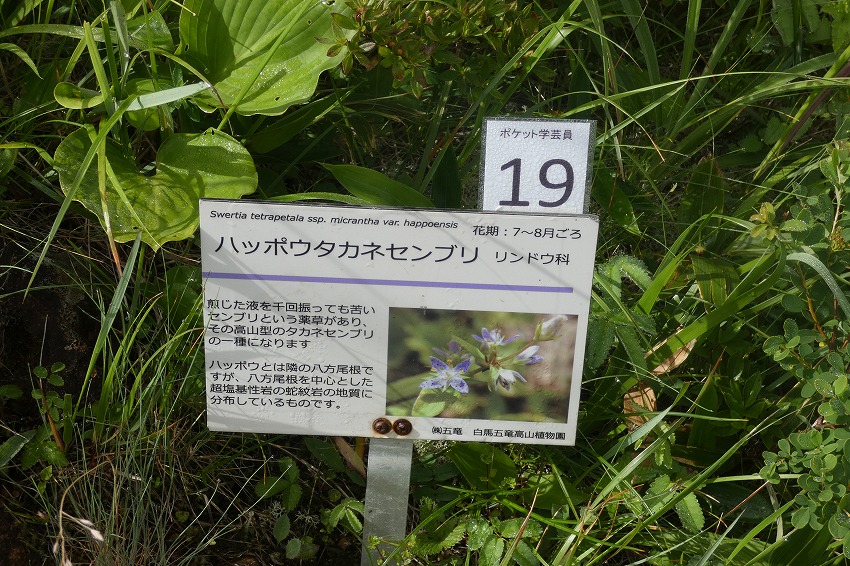 ポケット学芸員
19
Swertia tetrapetala ssp. micrantha var. happoensis
花期：7～8月ごろ
ハッポウタカネセンブリ リンドウ科
煎じた液を千回振っても苦い
センブリという薬草があり、
その高山型のタカネセンブリ
の一種になります
ハッポウとは隣の八方尾根で
すが、八方尾根を中心とした
超塩基性岩の蛇紋岩の地質に
分布しているものです。
㈱五竜 白馬五竜高山植物園